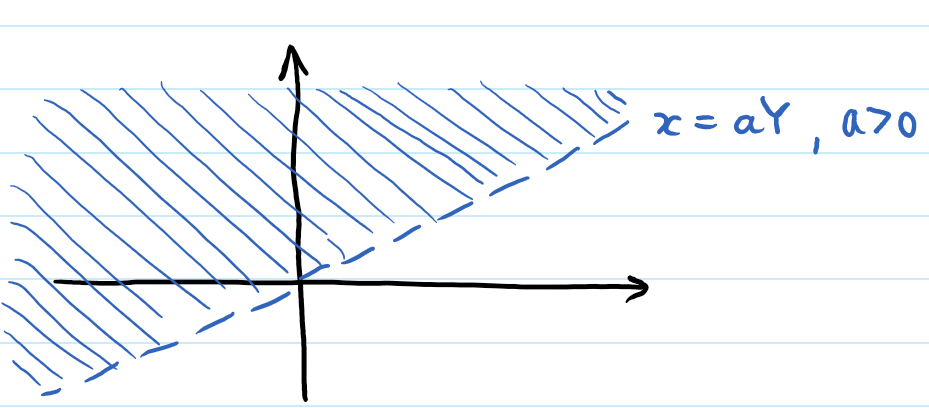 x = aY , a>0